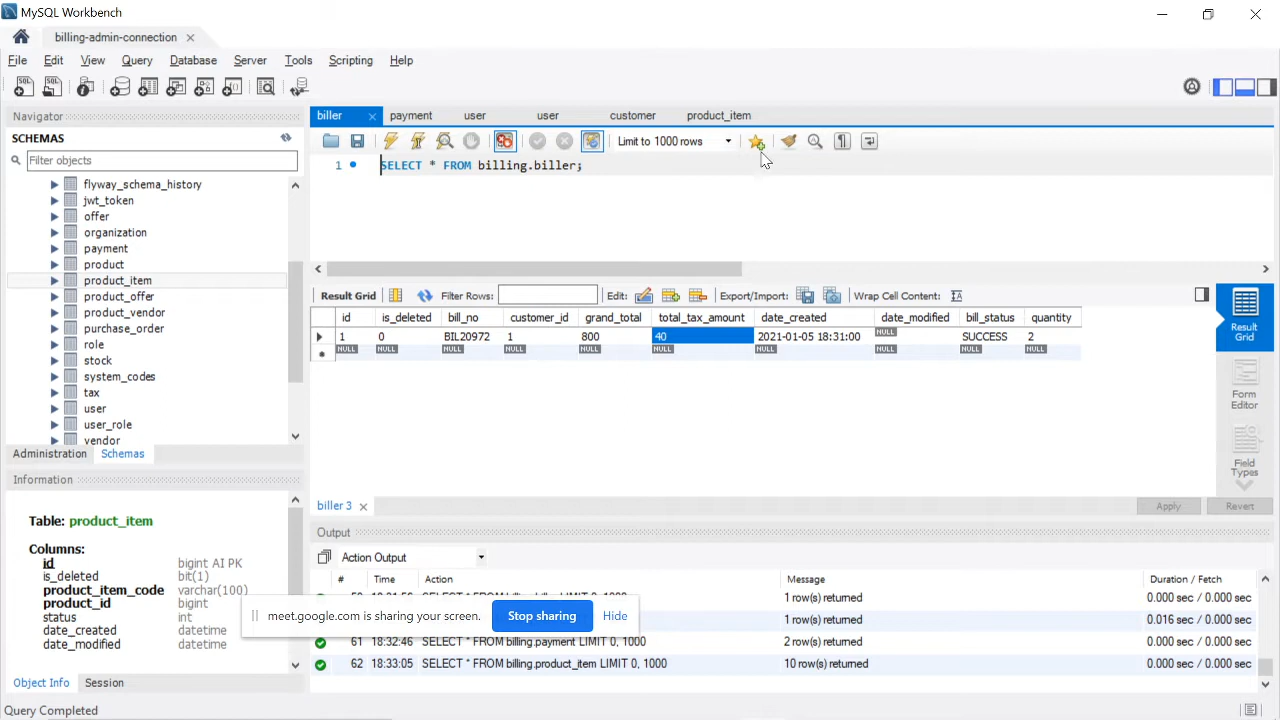 MySQL Workbench
billing-admin-connection
File Edit View Query Database Server Tools Scripting Help
Navigator
SCHEMAS
Filter objects
flyway_schema_history
jwt_token
offer
organization
payment
product
product_item
product_offer
product_vendor
purchase_order
role
stock
system_codes
tax
user
user_role
vendor
Administration Schemas
Information
Table: product_item
Columns:
id bigint AI PK
is_deleted bit(1)
product_item_code varchar(100)
product_id bigint
status int
date_created datetime
date_modified datetime
Object Info Session
Query Completed
biller payment user user customer product_item
Limit to 1000 rows
1 SELECT * FROM billing.biller;
Result Grid Filter Rows: Edit: Export/Import: Wrap Cell Content:
id is_deleted bill_no customer_id grand_total total_tax_amount date_created date_modified bill_status quantity
1 0 BIL20972 1 800 40 2021-01-05 18:31:00 NULL SUCCESS 2
NULL NULL NULL NULL NULL NULL NULL NULL NULL NULL
Result Grid
Form Editor
Field Types
biller 3
Apply Revert
Output
Action Output
# Time Action Message Duration / Fetch
1 row(s) returned 0.000 sec / 0.000 sec
1 row(s) returned 0.016 sec / 0.000 sec
61 18:32:46 SELECT * FROM billing.payment LIMIT 0, 1000 2 row(s) returned 0.000 sec / 0.000 sec
62 18:33:05 SELECT * FROM billing.product_item LIMIT 0, 1000 10 row(s) returned 0.000 sec / 0.000 sec
meet.google.com is sharing your screen. Stop sharing Hide